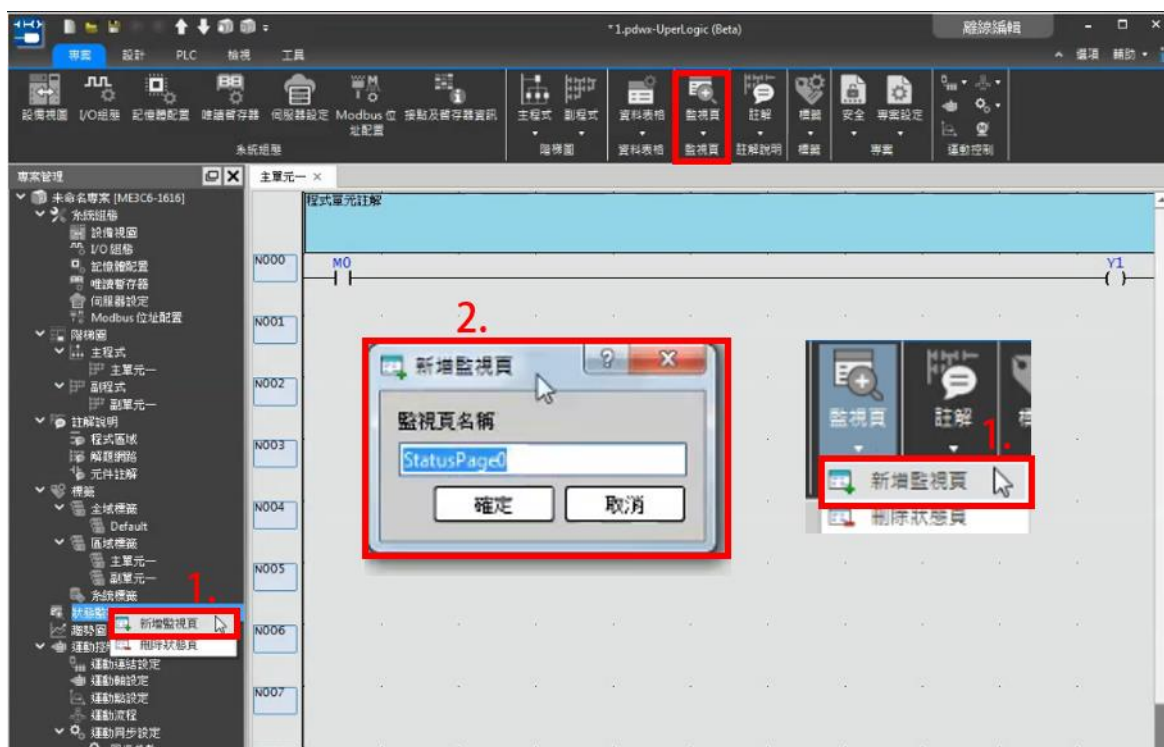 *1.pdwx-UperLogic (Beta)
離線編輯
專案 設計 PLC 檢視 工具
選項 輔助
設備視圖 I/O組態 記憶體配置 唯讀暫存器 伺服器設定 Modbus 位址配置 接點及暫存器資訊 主程式 副程式 資料表格 監視頁 註解 標籤 安全 專案設定
系統組態 階梯圖 資料表格 監視頁 註解說明 標籤 專案 運動控制
專案管理
主單元一 ×
未命名專案 [ME3C6-1616]
系統組態
設備視圖
I/O 組態
記憶體配置
唯讀暫存器
伺服器設定
Modbus 位址配置
階梯圖
主程式
主單元一
副程式
副單元一
註解說明
程式區域
解題網路
元件註解
標籤
全域標籤
Default
區域標籤
主單元一
副單元一
系統標籤
狀態監
趨勢圖
運動控
運動連結設定
運動軸設定
運動點設定
運動流程
運動同步設定
1.
新增監視頁
刪除狀態頁
程式單元註解
N000
M0
Y1
N001
N002
N003
N004
N005
N006
N007
2.
新增監視頁
監視頁名稱
StatusPage0
確定 取消
監視頁 註解
1.
新增監視頁
刪除狀態頁